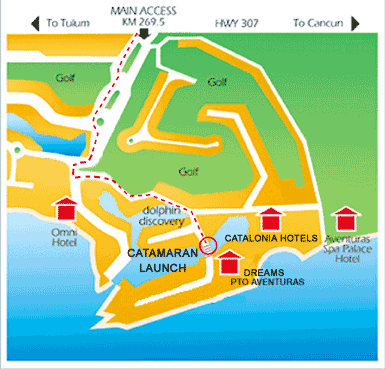 MAIN ACCESS
To Tulum KM 269.5 HWY 307 To Cancun
Golf
Golf
Golf
dolphin
discovery
Omni
Hotel
CATALONIA HOTELS
Aventuras
Spa Palace
Hotel
CATAMARAN
LAUNCH
DREAMS
PTO AVENTURAS